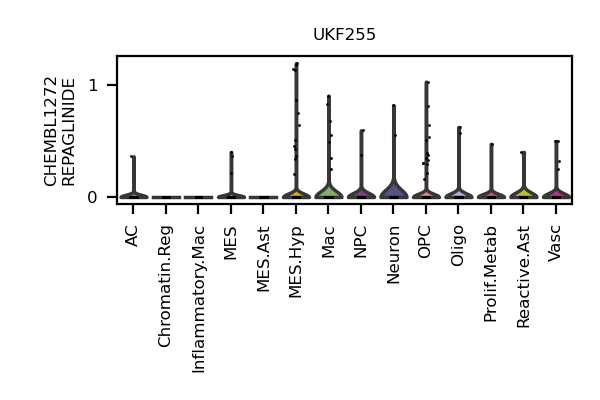 UKF255
CHEMBL1272
REPAGLINIDE
1
0
AC
Chromatin.Reg
Inflammatory.Mac
MES
MES.Ast
MES.Hyp
Mac
NPC
Neuron
OPC
Oligo
Prolif.Metab
Reactive.Ast
Vasc